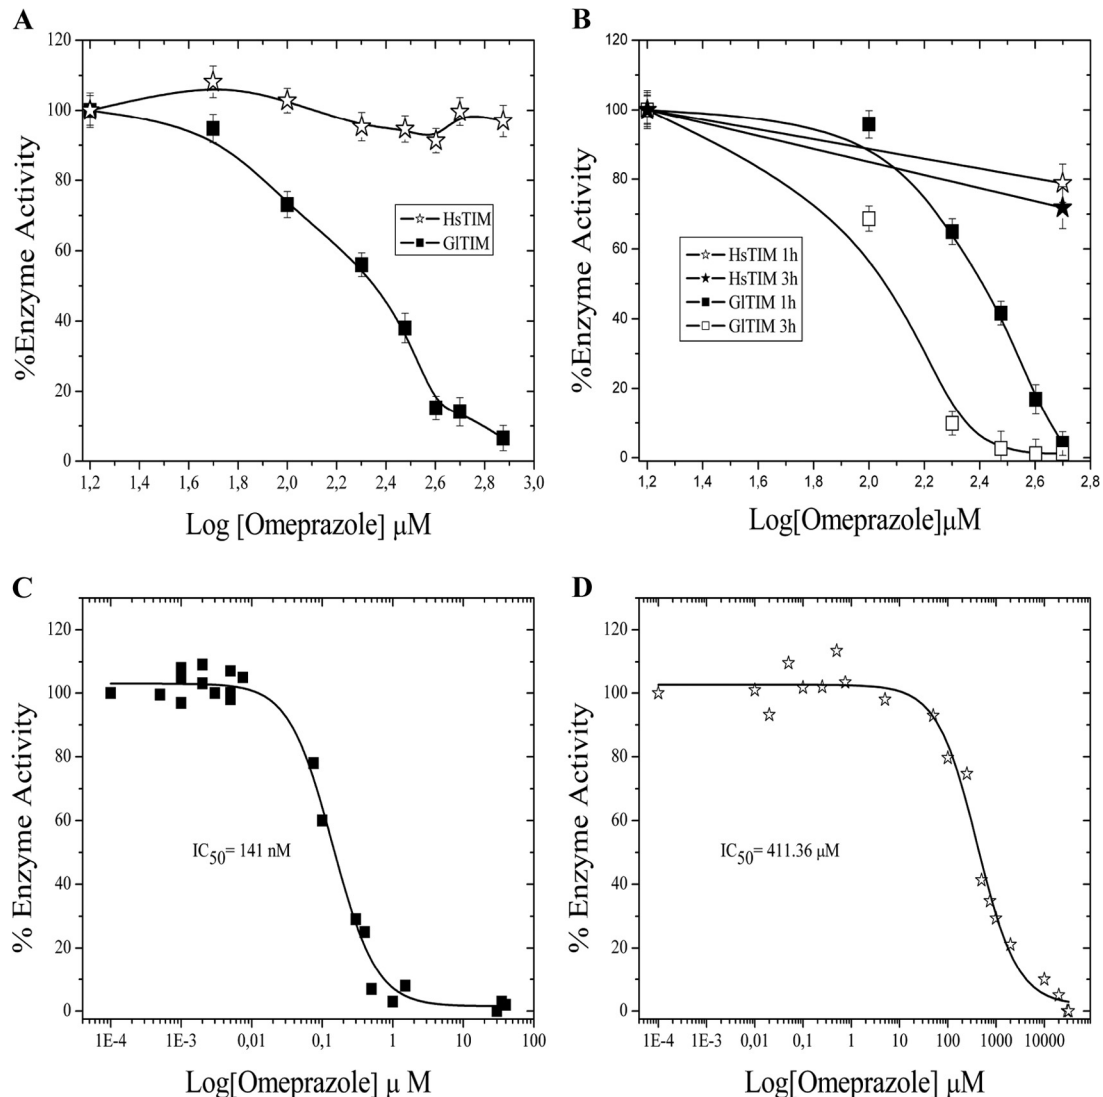 A
120
100
80
60
40
20
0
%Enzyme Activity
HsTIM
GlTIM
1,2 1,4 1,6 1,8 2,0 2,2 2,4 2,6 2,8 3,0
Log [Omeprazole] μM
B
120
100
80
60
40
20
0
%Enzyme Activity
HsTIM 1h
HsTIM 3h
GlTIM 1h
GlTIM 3h
1,2 1,4 1,6 1,8 2,0 2,2 2,4 2,6 2,8
Log[Omeprazole]μM
C
120
100
80
60
40
20
0
% Enzyme Activity
IC50= 141 nM
1E-4 1E-3 0,01 0,1 1 10 100
Log[Omeprazole] μ M
D
120
100
80
60
40
20
0
% Enzyme Activity
IC50= 411.36 μM
1E-4 1E-3 0,01 0,1 1 10 100 1000 10000
Log[Omeprazole] μM